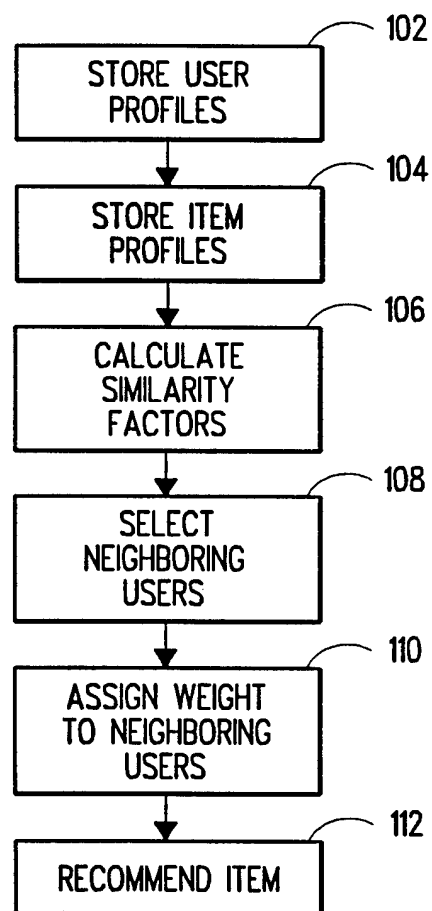 102
STORE USER
PROFILES
104
STORE ITEM
PROFILES
106
CALCULATE
SIMILARITY
FACTORS
108
SELECT
NEIGHBORING
USERS
110
ASSIGN WEIGHT
TO NEIGHBORING
USERS
112
RECOMMEND ITEM